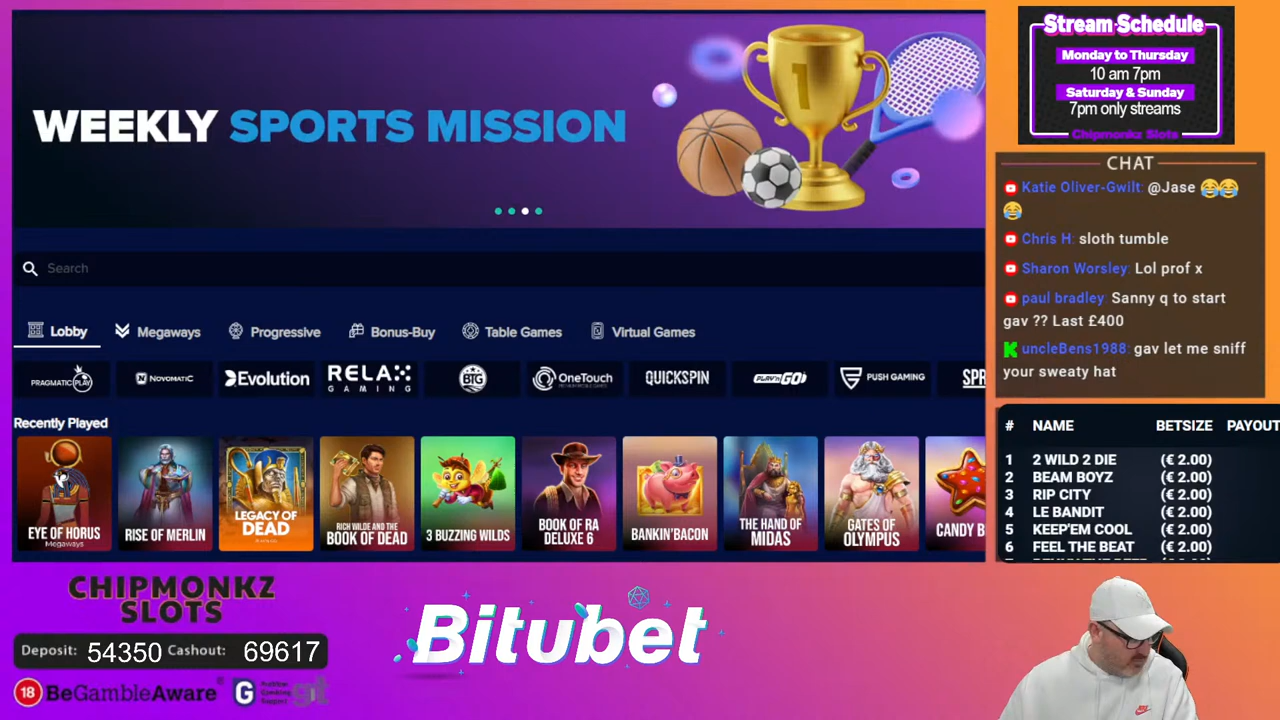 WEEKLY SPORTS MISSION
1
Search
Lobby
Megaways
Progressive
Bonus-Buy
Table Games
Virtual Games
PRAGMATIC PLAY
NOVOMATIC
Evolution
RELAX GAMING
BIG
OneTouch
QUICKSPIN
PLAY'n GO
PUSH GAMING
SPR
Recently Played
EYE OF HORUS
Megaways
RISE OF MERLIN
LEGACY OF
DEAD
RICH WILDE AND THE
BOOK OF DEAD
3 BUZZING WILDS
BOOK OF RA
DELUXE 6
BANKIN'BACON
THE HAND OF
MIDAS
GATES OF
OLYMPUS
CANDY B
CHIPMONKZ
SLOTS
Deposit: 54350 Cashout: 69617
18 BeGambleAware
G
Bitubet
Stream Schedule
Monday to Thursday
10 am 7pm
Saturday & Sunday
7pm only streams
Chipmonkz Slots
CHAT
Katie Oliver-Gwilt: @Jase 😂😂
😂
Chris H: sloth tumble
Sharon Worsley: Lol prof x
paul bradley Sanny q to start
gav ?? Last £400
uncleBens1988: gav let me sniff
your sweaty hat
# NAME BETSIZE PAYOUT
1 2 WILD 2 DIE (€ 2.00)
2 BEAM BOYZ (€ 2.00)
3 RIP CITY (€ 2.00)
4 LE BANDIT (€ 2.00)
5 KEEP'EM COOL (€ 2.00)
6 FEEL THE BEAT (€ 2.00)